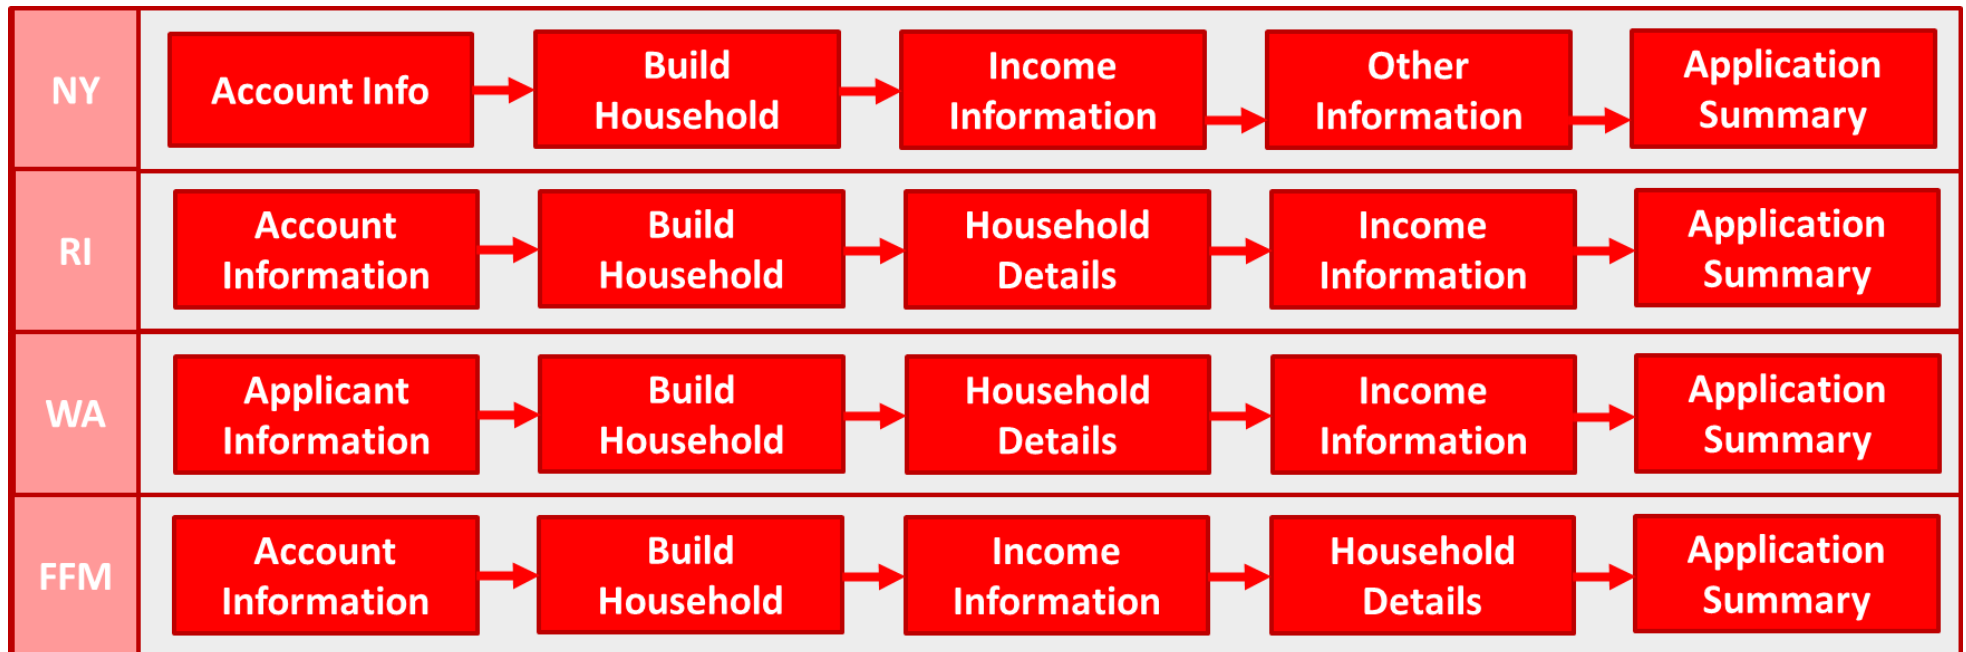 NY
Account Info
Build
Household
Income
Information
Other
Information
Application
Summary
RI
Account
Information
Build
Household
Household
Details
Income
Information
Application
Summary
WA
Applicant
Information
Build
Household
Household
Details
Income
Information
Application
Summary
FFM
Account
Information
Build
Household
Income
Information
Household
Details
Application
Summary